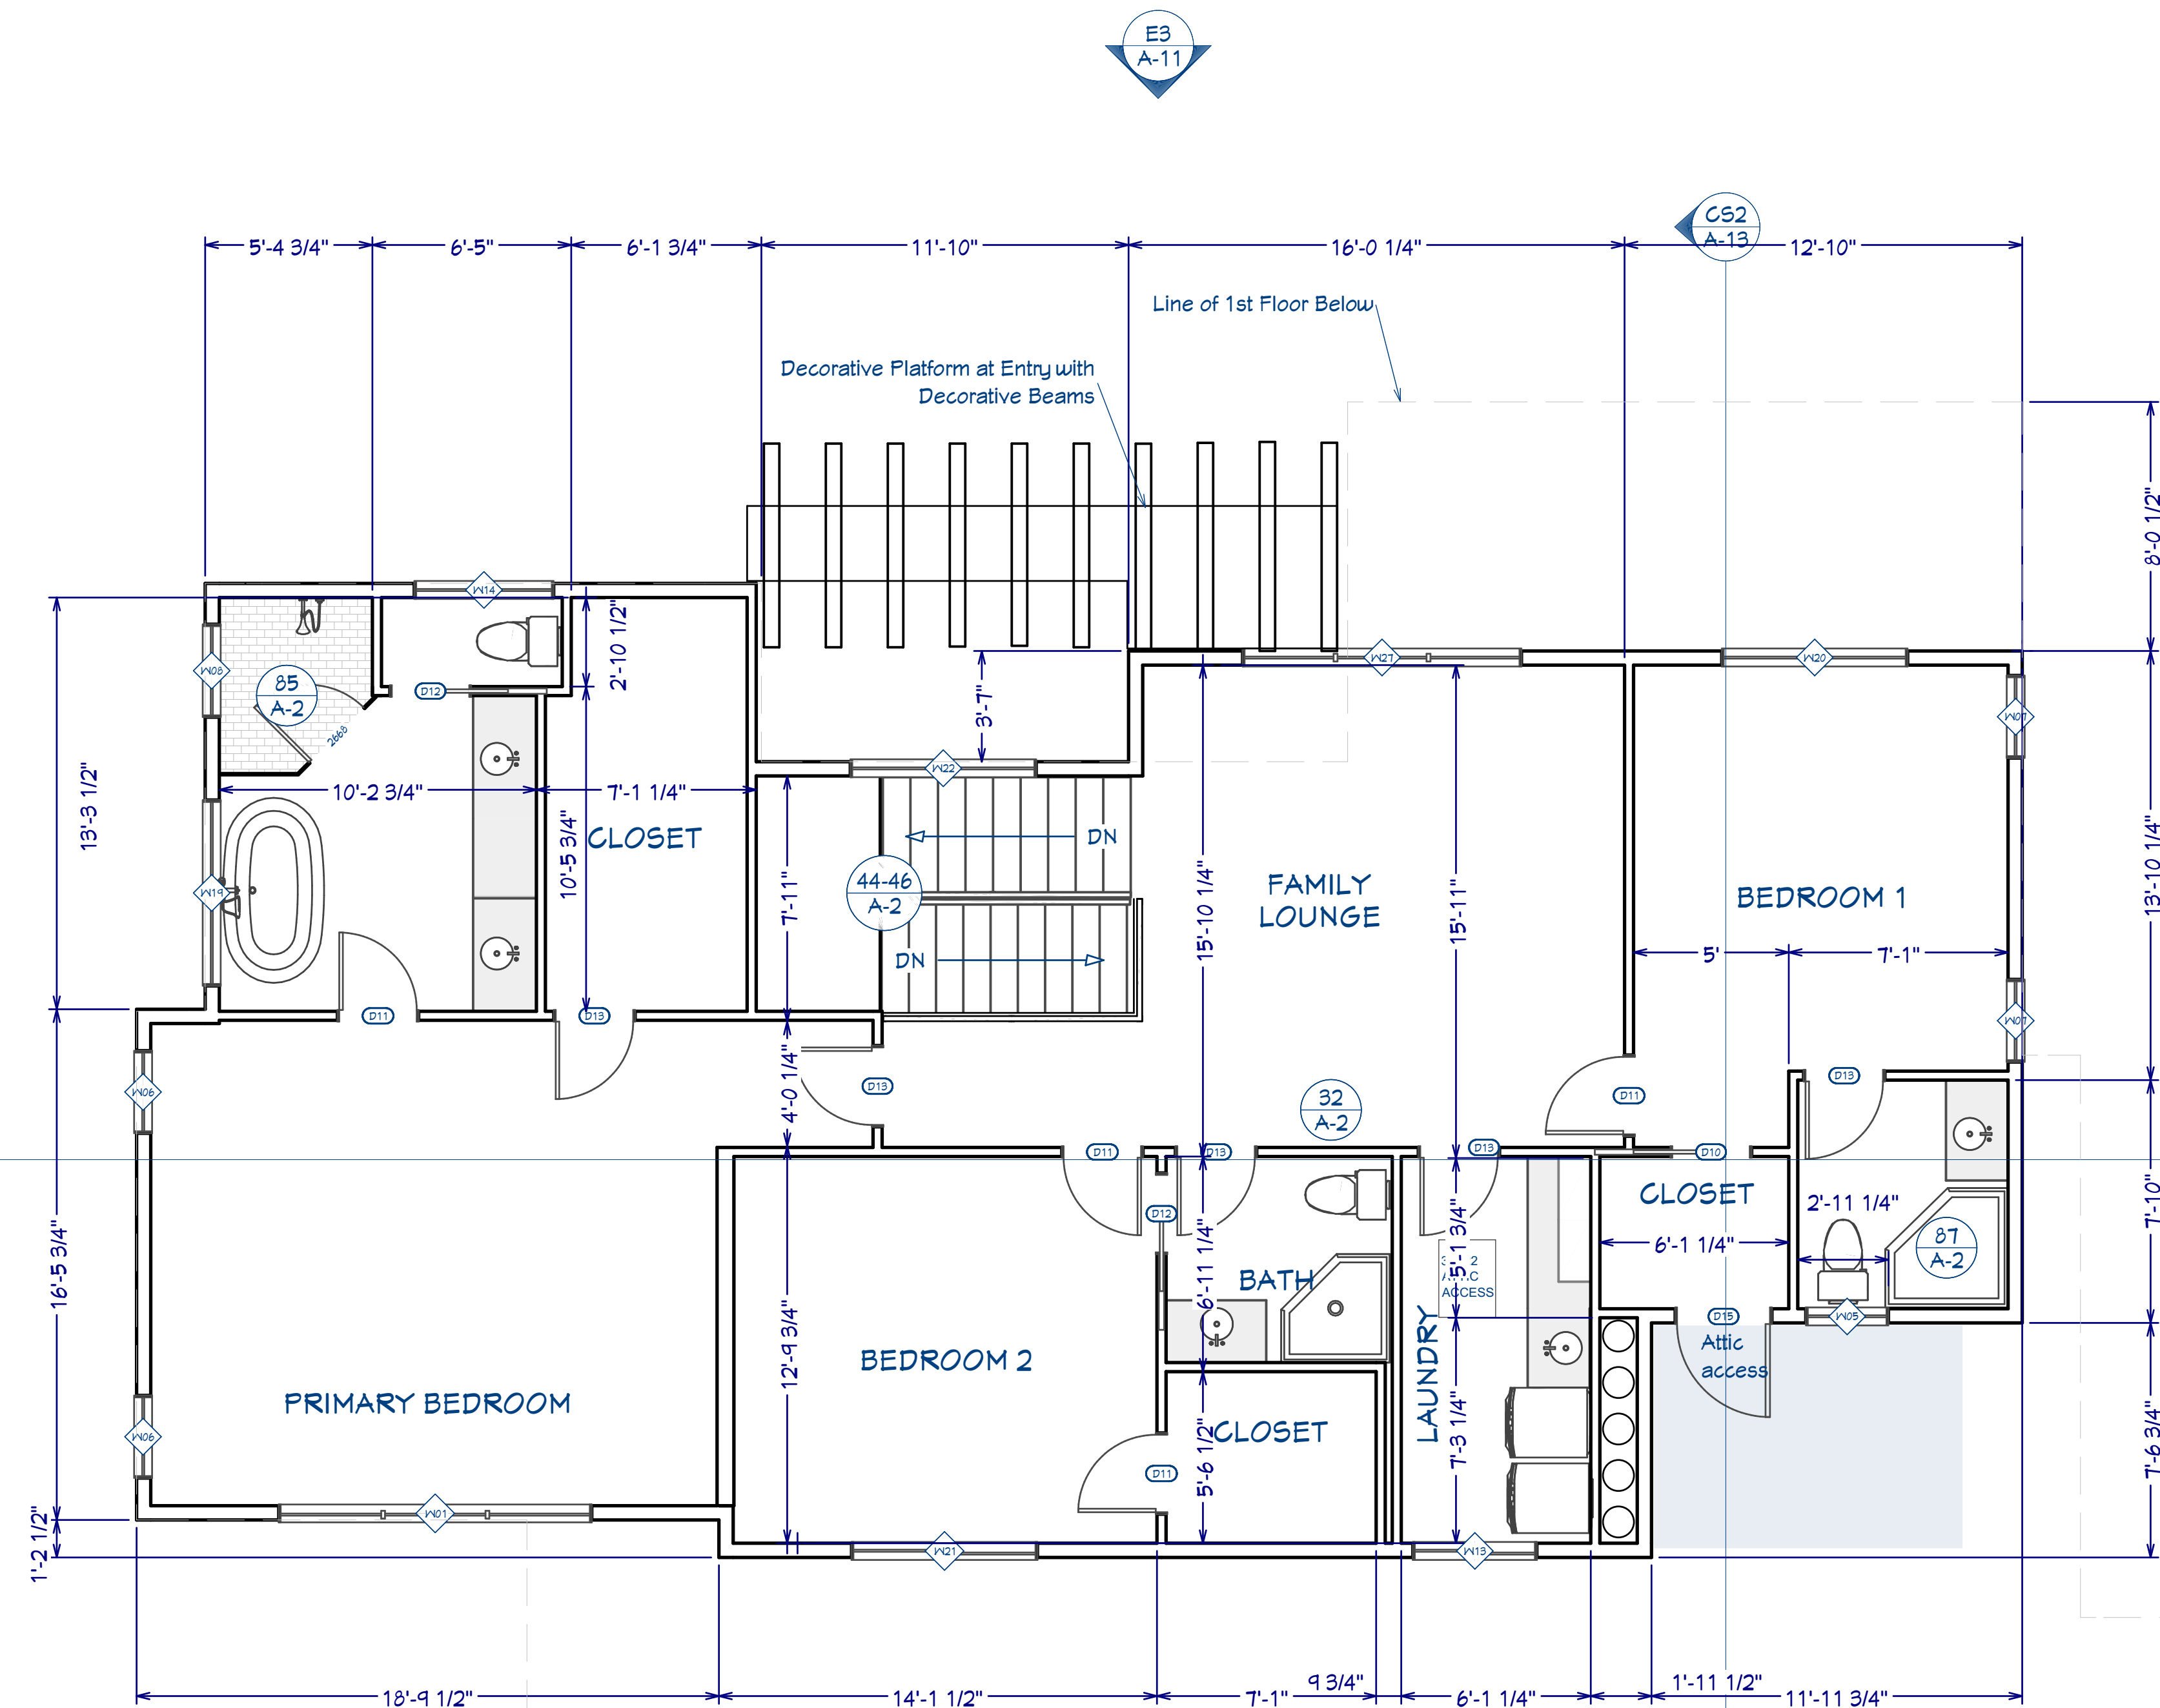 E3
A-11
CS2
A-13
5'-4 3/4"
6'-5"
6'-1 3/4"
11'-10"
16'-0 1/4"
12'-10"
Line of 1st Floor Below
Decorative Platform at Entry with
Decorative Beams
8'-0 1/2"
W14
W27
W20
2'-10 1/2"
W08
85
A-2
D12
2668
3'-7"
W07
W22
13'-3 1/2"
10'-2 3/4"
7'-1 1/4"
CLOSET
10'-5 3/4"
DN
44-46
A-2
7'-11"
DN
W19
15'-10 1/4"
FAMILY
LOUNGE
15'-11"
BEDROOM 1
13'-10 1/4"
5'
7'-1"
D11
D13
W07
W06
4'-0 1/4"
D13
32
A-2
D11
D13
D11
D13
D13
D10
CLOSET
2'-11 1/4"
7'-10"
D12
6'-11 1/4"
5'-1 3/4"
6'-1 1/4"
87
A-2
16'-5 3/4"
BATH
ACCESS
12'-9 3/4"
LAUNDRY
D15
W05
Attic
access
BEDROOM 2
PRIMARY BEDROOM
W06
CLOSET
5'-6 1/2"
7'-3 1/4"
7'-6 3/4"
D11
W01
W21
W13
1'-2 1/2"
18'-9 1/2"
14'-1 1/2"
7'-1"
9 3/4"
6'-1 1/4"
1'-11 1/2"
11'-11 3/4"